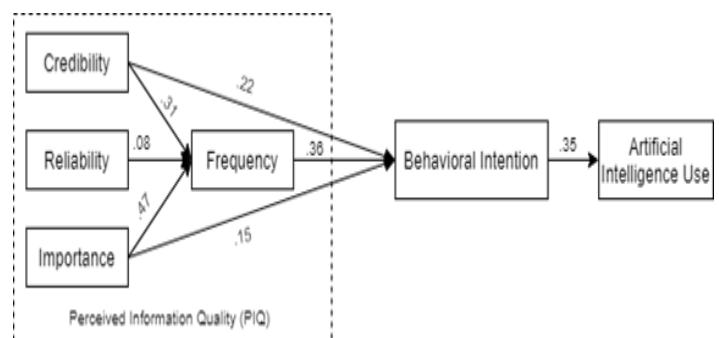 Credibility
.22
.31
Reliability
.08
Frequency
.36
Behavioral Intention
.35
Artificial
Intelligence Use
.47
Importance
.15
Perceived Information Quality (PIQ)